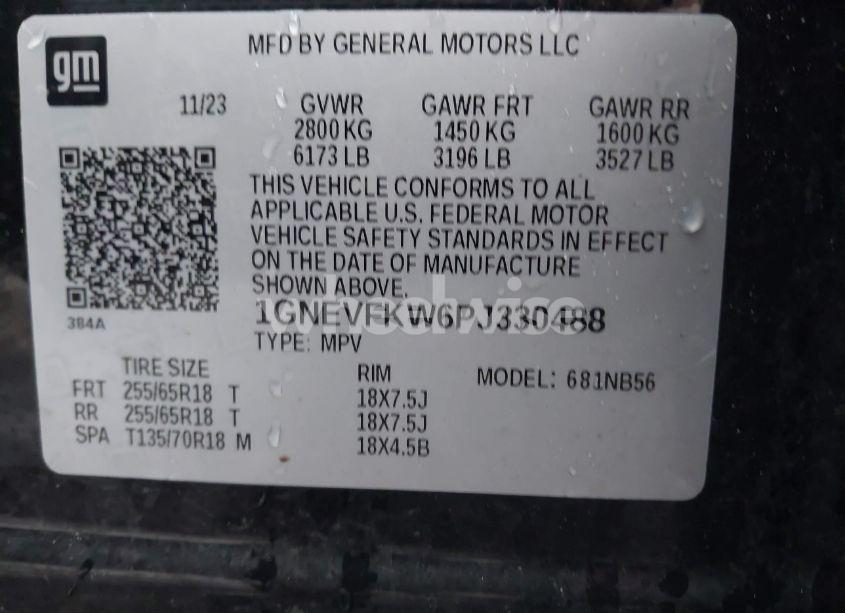 gm
MFD BY GENERAL MOTORS LLC
11/23 GVWR GAWR FRT GAWR RR
2800 KG 1450 KG 1600 KG
6173 LB 3196 LB 3527 LB
THIS VEHICLE CONFORMS TO ALL
APPLICABLE U.S. FEDERAL MOTOR
VEHICLE SAFETY STANDARDS IN EFFECT
ON THE DATE OF MANUFACTURE
SHOWN ABOVE.
1GNEVFKW6PJ330488
wheelwise
384A
TYPE: MPV
TIRE SIZE RIM MODEL: 681NB56
FRT 255/65R18 T 18X7.5J
RR 255/65R18 T 18X7.5J
SPA T135/70R18 M 18X4.5B